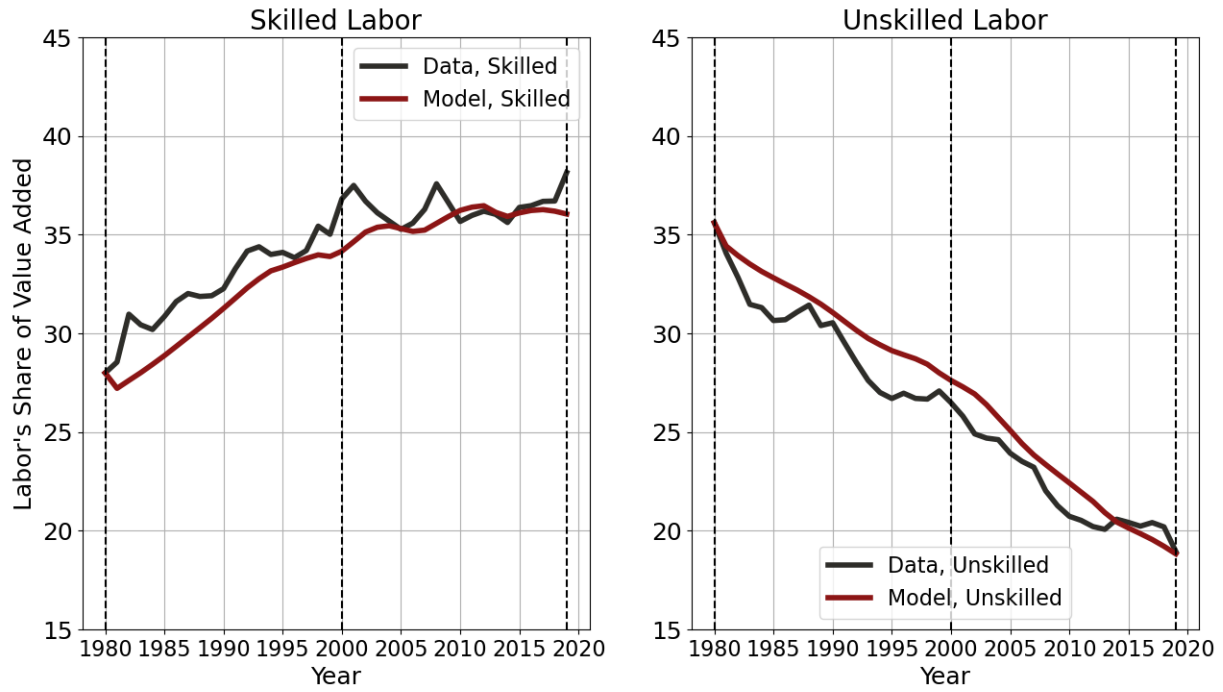 Skilled Labor
Data, Skilled
Model, Skilled
Labor's Share of Value Added
45
40
35
30
25
20
15
1980 1985 1990 1995 2000 2005 2010 2015 2020
Year
Unskilled Labor
Data, Unskilled
Model, Unskilled
45
40
35
30
25
20
15
1980 1985 1990 1995 2000 2005 2010 2015 2020
Year